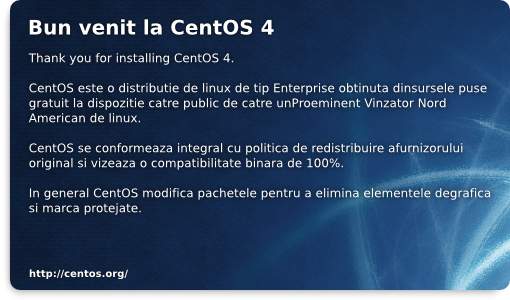 Bun venit la CentOS 4
Thank you for installing CentOS 4.
CentOS este o distributie de linux de tip Enterprise obtinuta dinsursele puse
gratuit la dispozitie catre public de catre unProeminent Vinzator Nord
American de linux.
CentOS se conformeaza integral cu politica de redistribuire afurnizorului
original si vizeaza o compatibilitate binara de 100%.
In general CentOS modifica pachetele pentru a elimina elementele degrafica
si marca protejate.
http://centos.org/